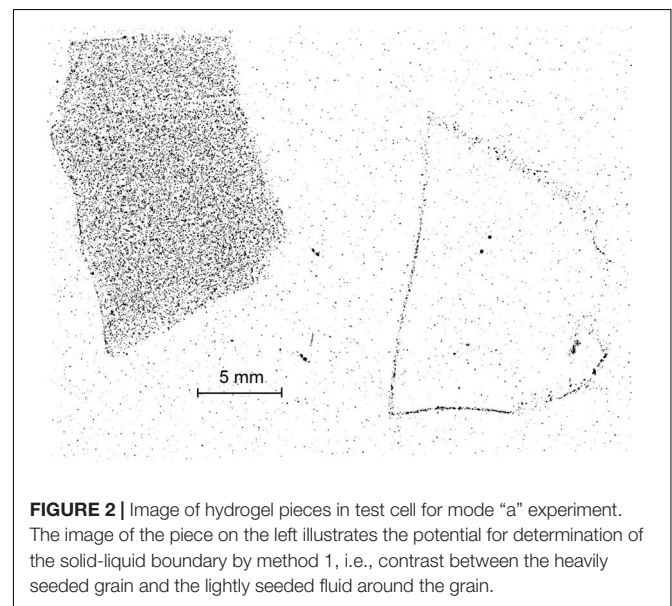 5 mm
FIGURE 2 | Image of hydrogel pieces in test cell for mode “a” experiment.
The image of the piece on the left illustrates the potential for determination of
the solid-liquid boundary by method 1, i.e., contrast between the heavily
seeded grain and the lightly seeded fluid around the grain.